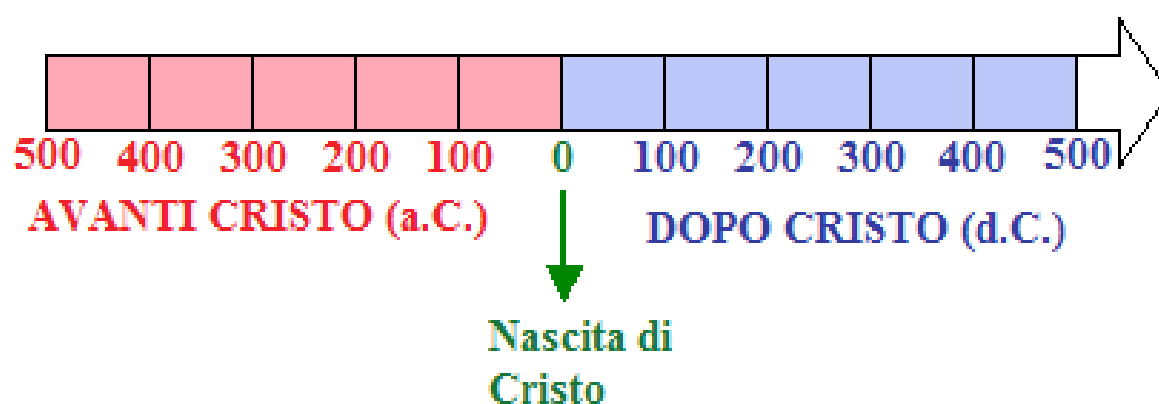 500 400 300 200 100 0 100 200 300 400 500
AVANTI CRISTO (a.C.)
DOPO CRISTO (d.C.)
Nascita di
Cristo